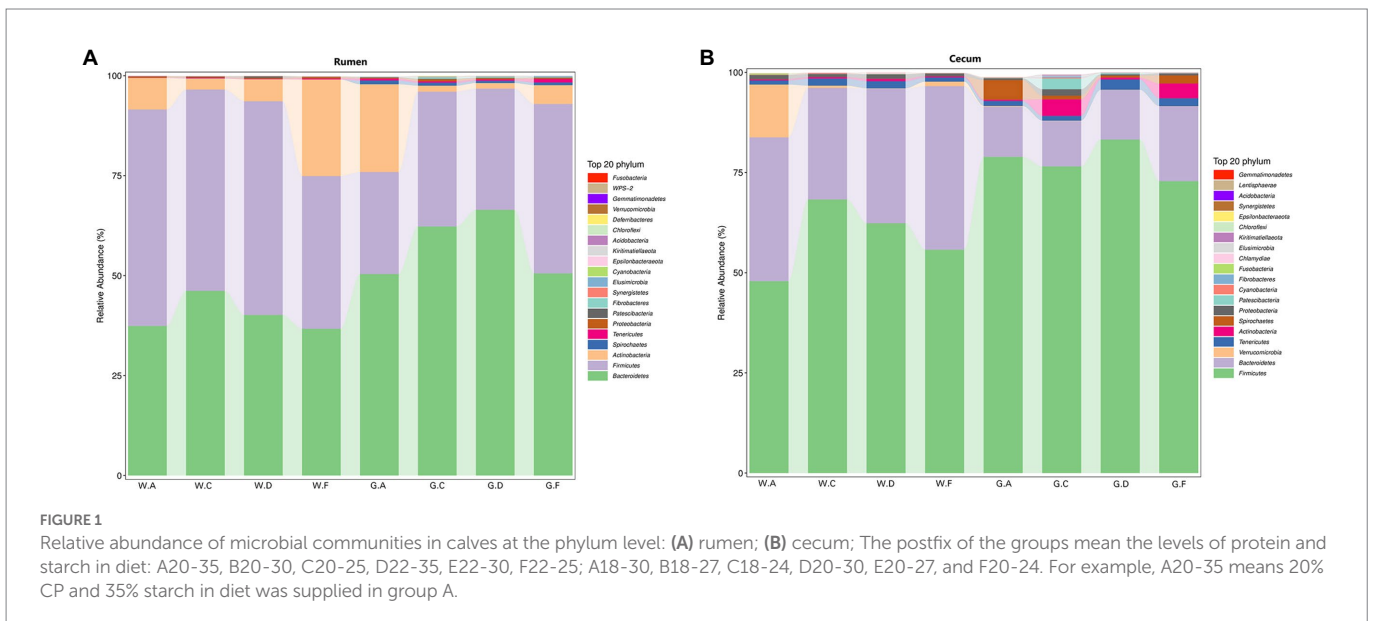 A
Rumen
100
75
50
25
0
Relative Abundance (%)
W.A W.C W.D W.F G.A G.C G.D G.F
Top 20 phylum
Fusobacteria
WPS-2
Gemmatimonadetes
Verrucomicrobia
Deferribacteres
Chloroflexi
Acidobacteria
Kiritimatiellaeota
Epsilonbacteraeota
Cyanobacteria
Elusimicrobia
Synergistetes
Fibrobacteres
Patescibacteria
Proteobacteria
Tenericutes
Spirochaetes
Actinobacteria
Firmicutes
Bacteroidetes
B
Cecum
100
75
50
25
0
Relative Abundance (%)
W.A W.C W.D W.F G.A G.C G.D G.F
Top 20 phylum
Gemmatimonadetes
Lentisphaerae
Acidobacteria
Synergistetes
Epsilonbacteraeota
Chloroflexi
Kiritimatiellaeota
Elusimicrobia
Chlamydiae
Fusobacteria
Fibrobacteres
Cyanobacteria
Patescibacteria
Proteobacteria
Spirochaetes
Actinobacteria
Tenericutes
Verrucomicrobia
Bacteroidetes
Firmicutes
FIGURE 1
Relative abundance of microbial communities in calves at the phylum level: (A) rumen; (B) cecum; The postfix of the groups mean the levels of protein and
starch in diet: A20-35, B20-30, C20-25, D22-35, E22-30, F22-25; A18-30, B18-27, C18-24, D20-30, E20-27, and F20-24. For example, A20-35 means 20%
CP and 35% starch in diet was supplied in group A.